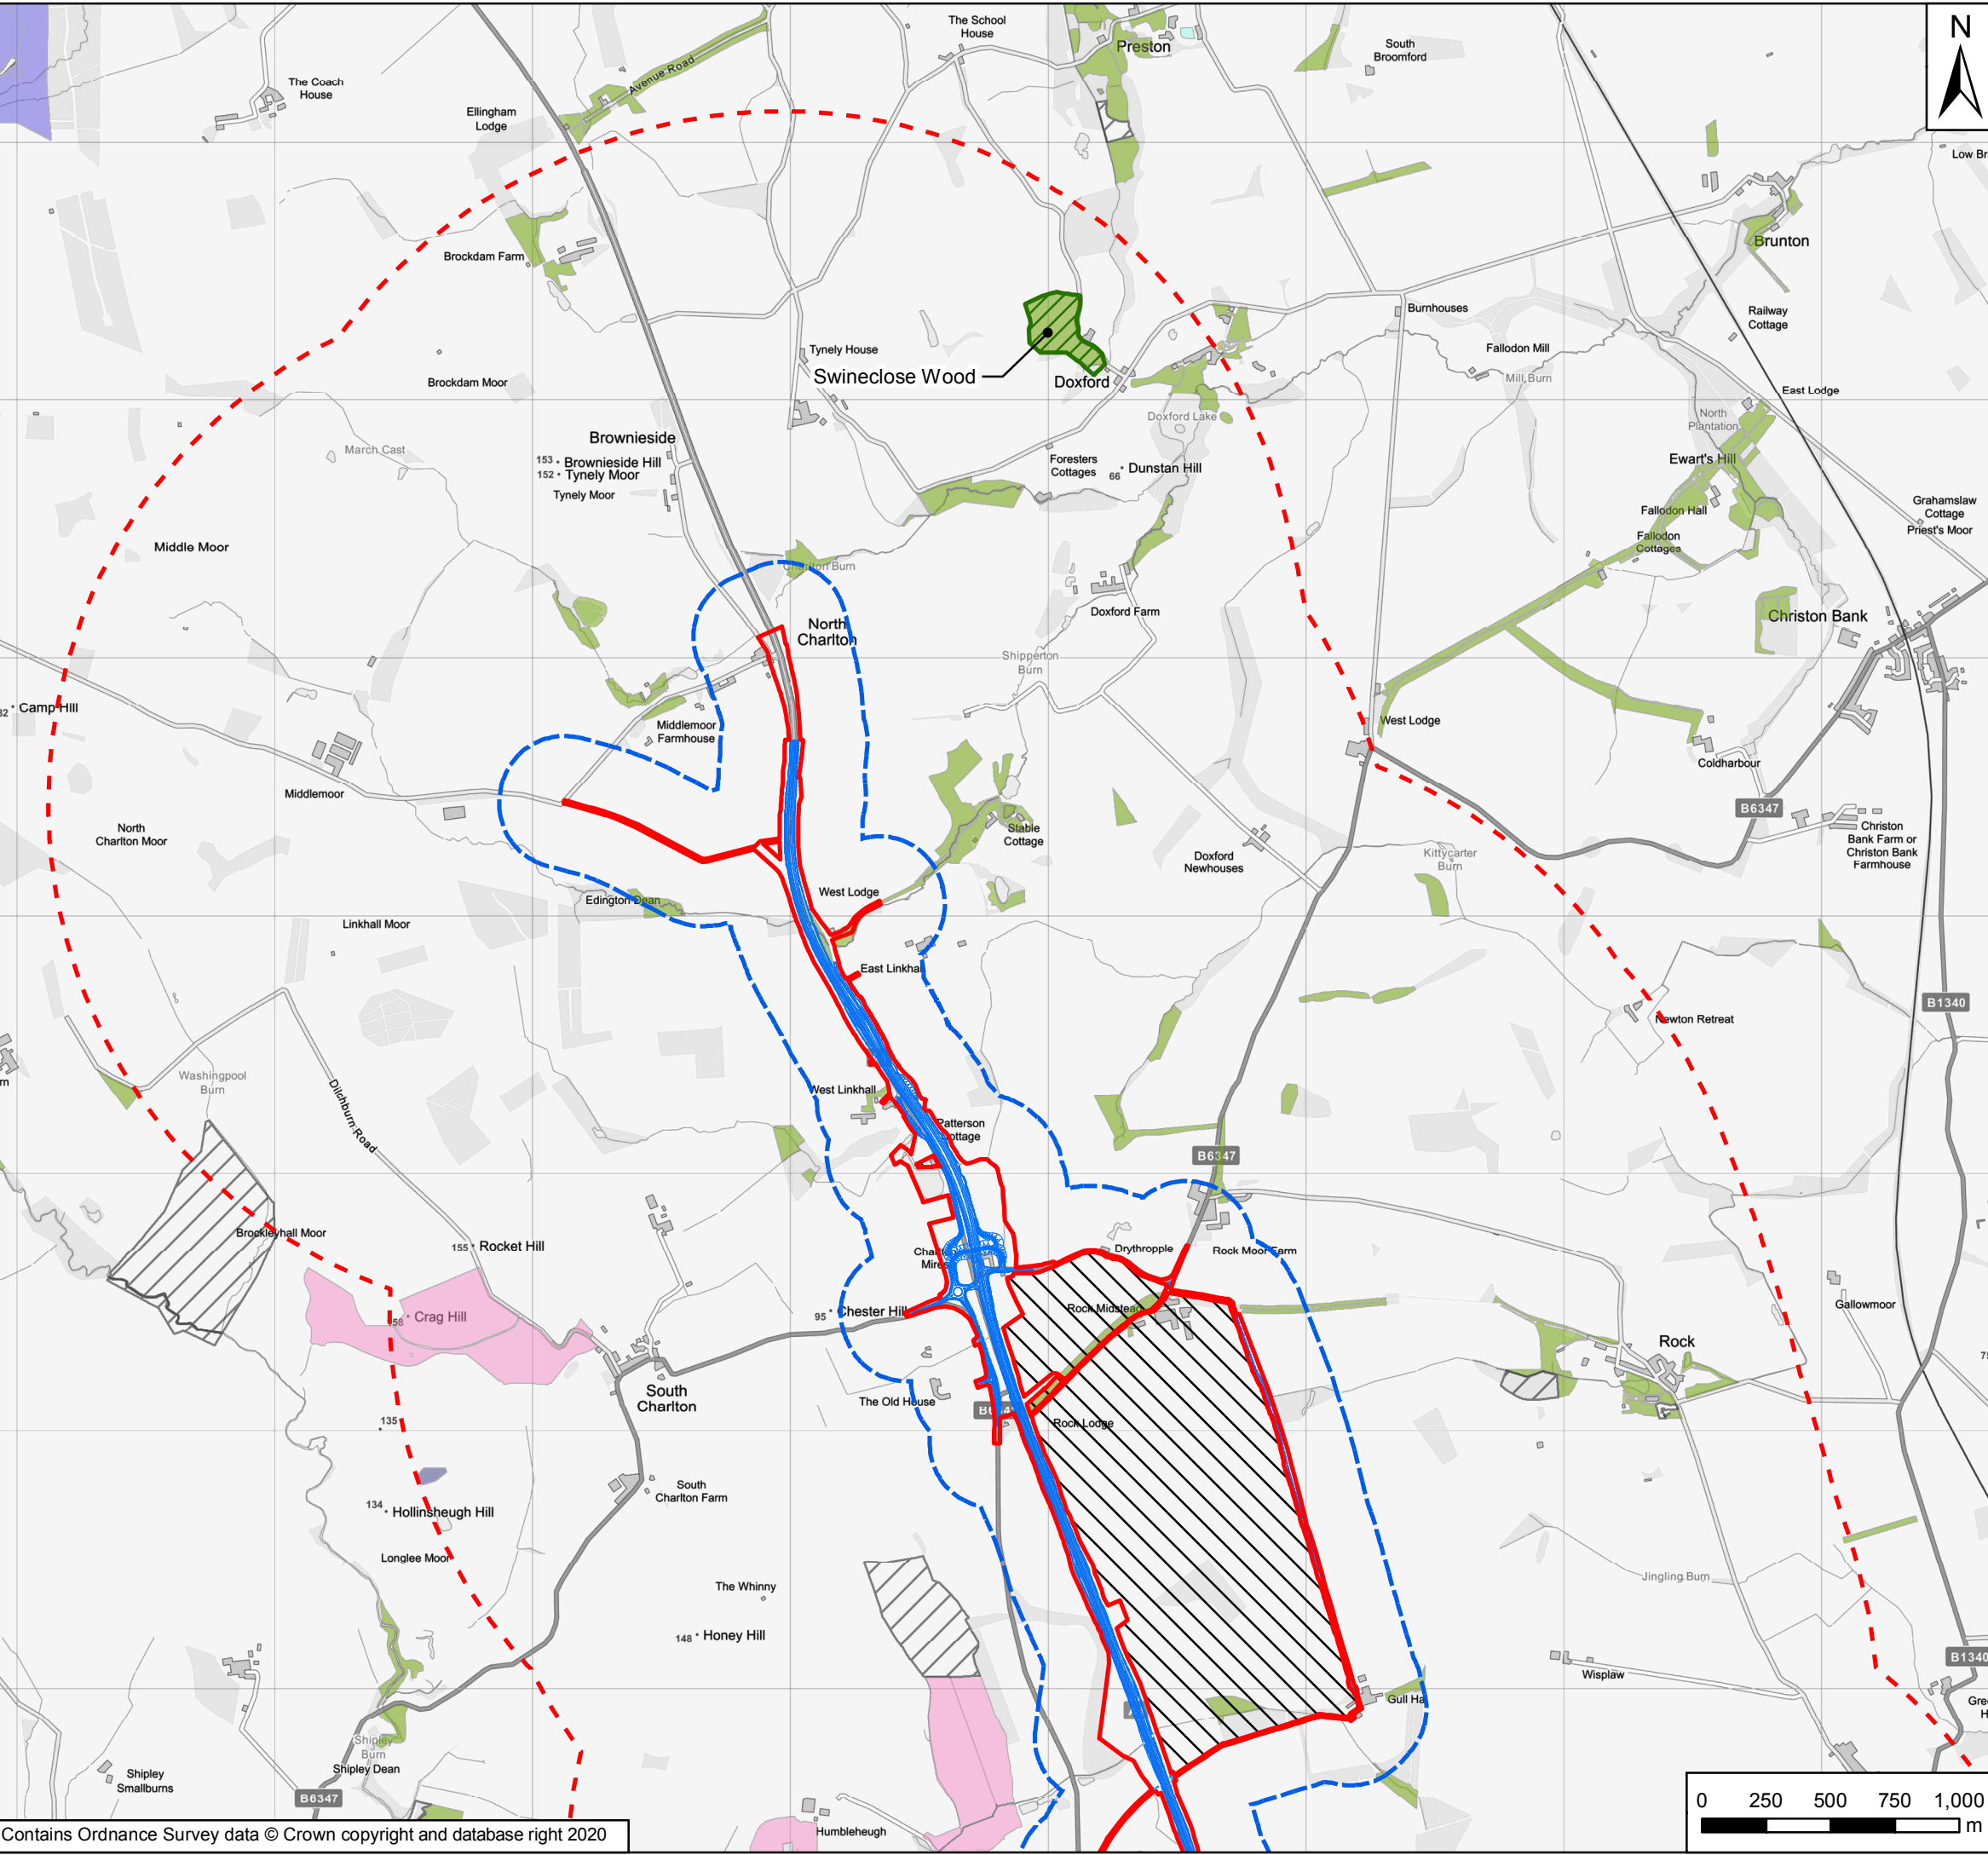 The School
House
Preston
South
Broomford
N
The Coach
House
Avenue Road
Ellingham
Lodge
Brockdam Farm
Brunton
Burnhouses
Railway
Cottage
Tynely House
Fallodon Mill
Mill Burn
Swineclose Wood
Doxford
Brockdam Moor
East Lodge
Doxford Lake
North
Plantation
Brownieside
March Cast
153 Brownieside Hill
152 Tynely Moor
Tynely Moor
Foresters
Cottages
66 Dunstan Hill
Ewart's Hill
Fallodon Hall
Fallodon
Cottages
Grahamslaw
Cottage
Priest's Moor
Middle Moor
Charlton Burn
Doxford Farm
Christon Bank
North
Charlton
Shipperton
Burn
Camp Hill
Middlemoor
Farmhouse
West Lodge
Coldharbour
Middlemoor
B6347
North
Charlton Moor
Stable
Cottage
Doxford
Newhouses
Kittycarter
Burn
Christon
Bank Farm or
Christon Bank
Farmhouse
West Lodge
Edington Dean
Linkhall Moor
East Linkhall
B1340
Newton Retreat
Washingpool
Burn
Dilchburn Road
West Linkhall
Patterson
Cottage
B6347
Brockleyhall Moor
155 Rocket Hill
Drythropple
Rock Moor Farm
Crag Hill
95 Chester Hill
Rock Midstead
Gallowmoor
Rock
South
Charlton
The Old House
Rock Lodge
135
South
Charlton Farm
134 Hollinsheugh Hill
Longlee Moor
The Whinny
Jingling Burn
148 Honey Hill
Wisplaw
B1340
Shipley
Burn
Shipley Dean
Shipley
Smallburns
B6347
Humbleheugh
0 250 500 750 1,000
m
Contains Ordnance Survey data © Crown copyright and database right 2020